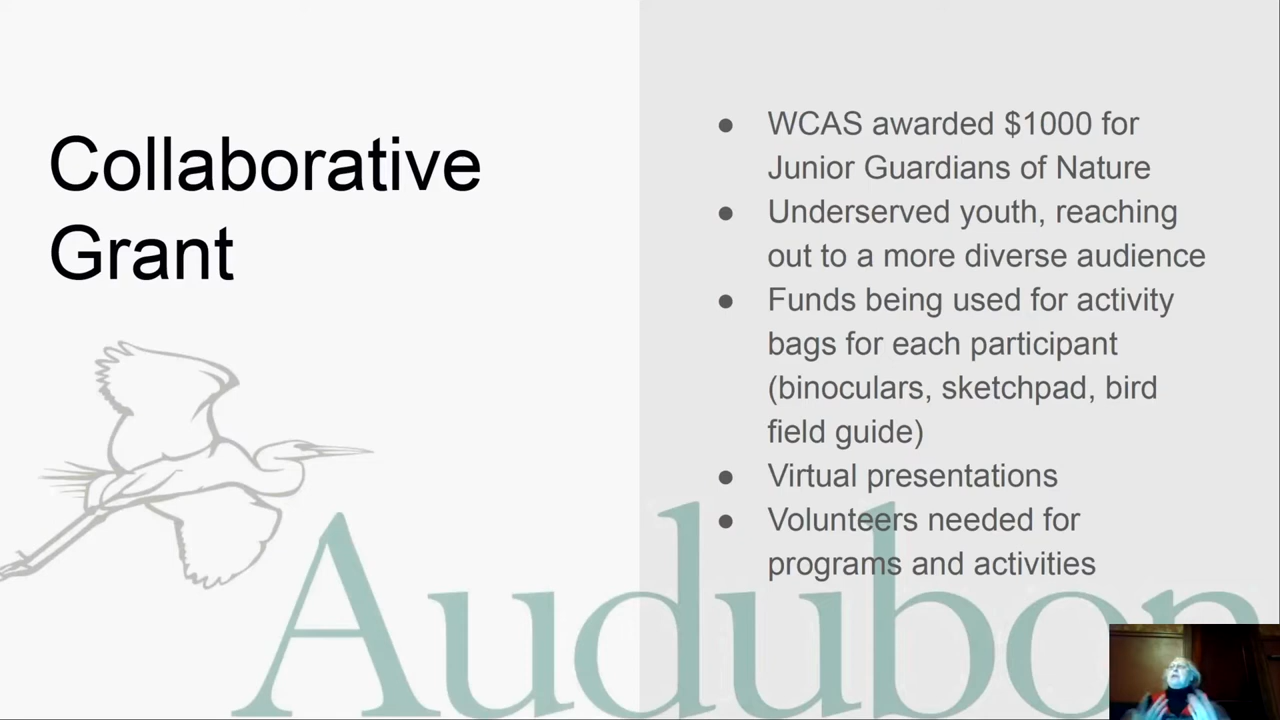 Collaborative
Grant
● WCAS awarded $1000 for
Junior Guardians of Nature
● Underserved youth, reaching
out to a more diverse audience
● Funds being used for activity
bags for each participant
(binoculars, sketchpad, bird
field guide)
● Virtual presentations
● Volunteers needed for
programs and activities
Audubon